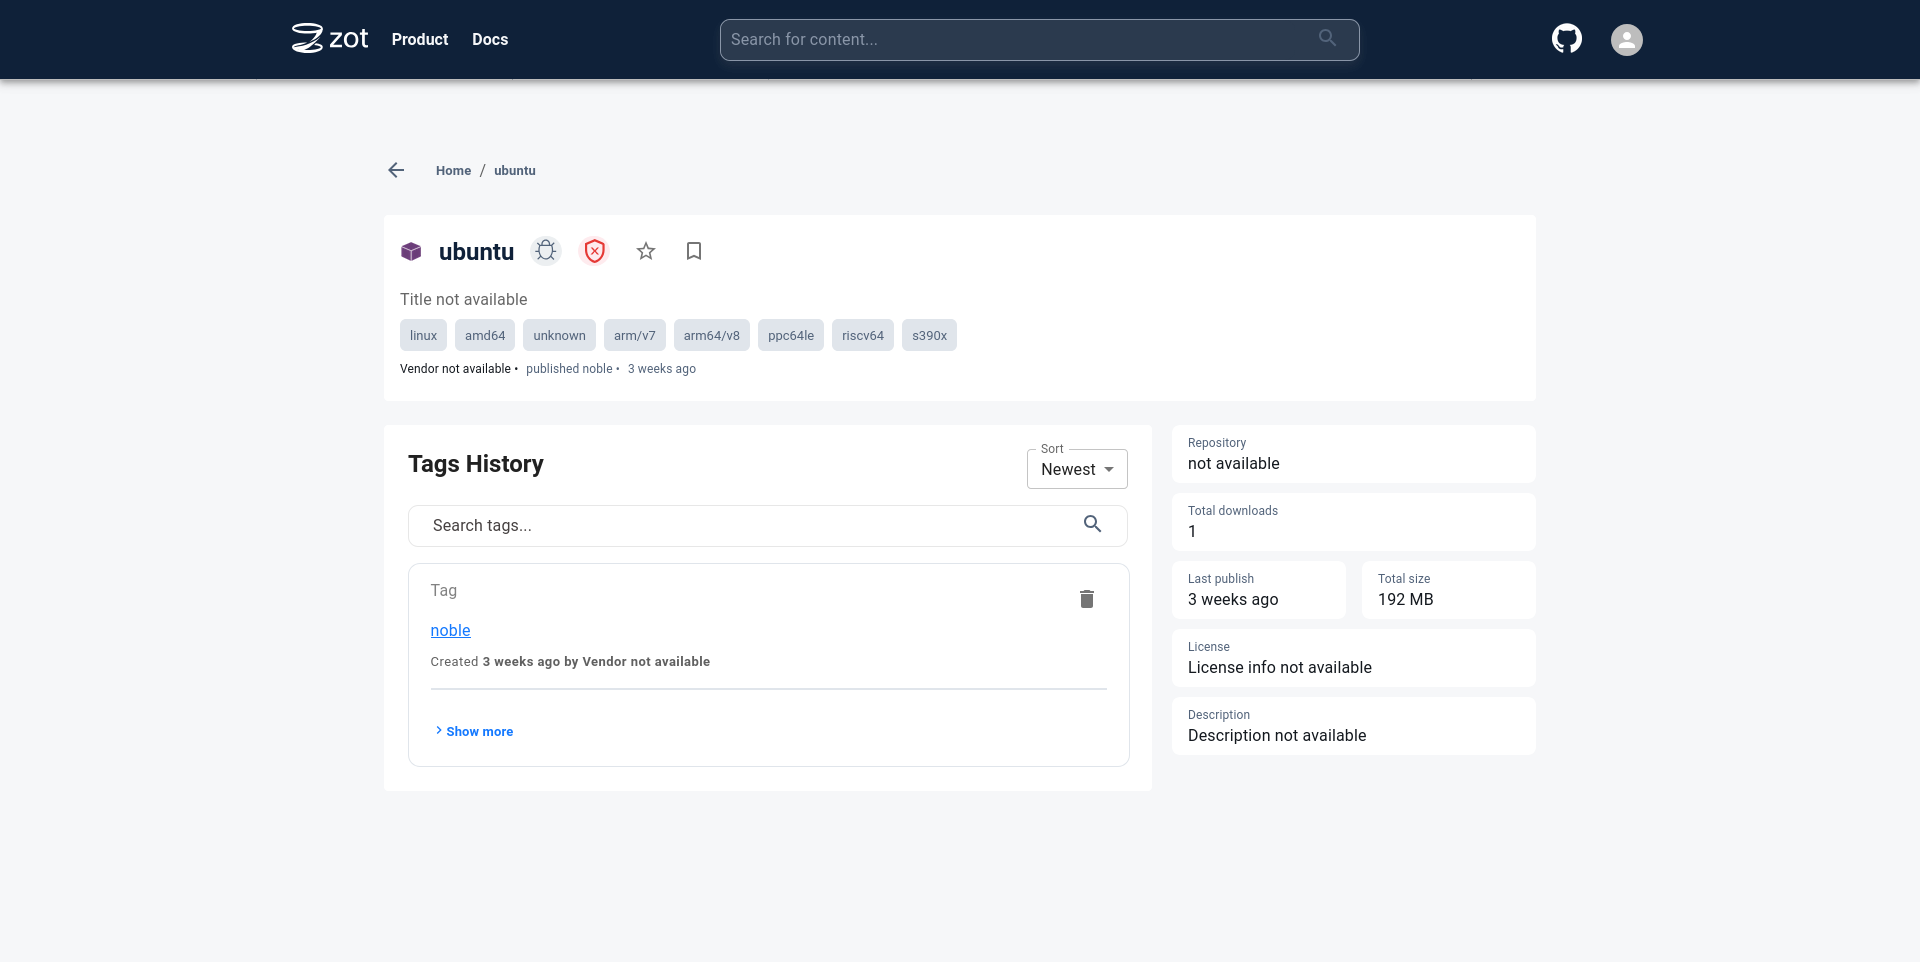 zot Product Docs Search for content...
Home / ubuntu
ubuntu
Title not available
linux amd64 unknown arm/v7 arm64/v8 ppc64le riscv64 s390x
Vendor not available • published noble • 3 weeks ago
Tags History
Sort
Newest
Search tags...
Tag
noble
Created 3 weeks ago by Vendor not available
Show more
Repository
not available
Total downloads
1
Last publish
3 weeks ago
Total size
192 MB
License
License info not available
Description
Description not available